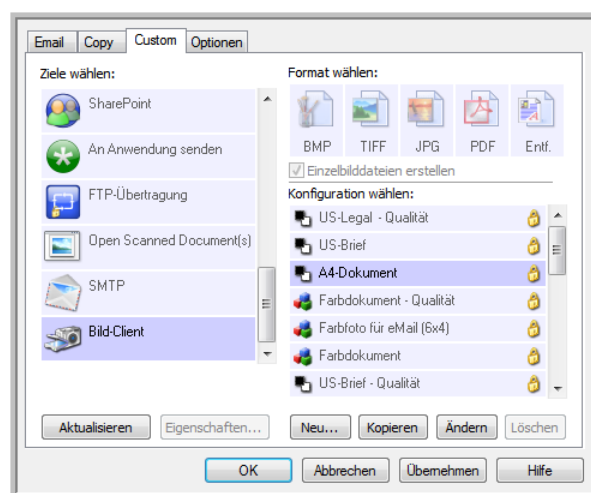 Email Copy Custom Optionen
Ziele wählen:
SharePoint
An Anwendung senden
FTP-Übertragung
Open Scanned Document(s)
SMTP
Bild-Client
Aktualisieren Eigenschaften...
Format wählen:
BMP TIFF JPG PDF Entf.
Einzelbilddateien erstellen
Konfiguration wählen:
US-Legal - Qualität
US-Brief
A4-Dokument
Farbdokument - Qualität
Farbfoto für eMail (6x4)
Farbdokument
US-Brief - Qualität
Neu... Kopieren Ändern Löschen
OK Abbrechen Übernehmen Hilfe